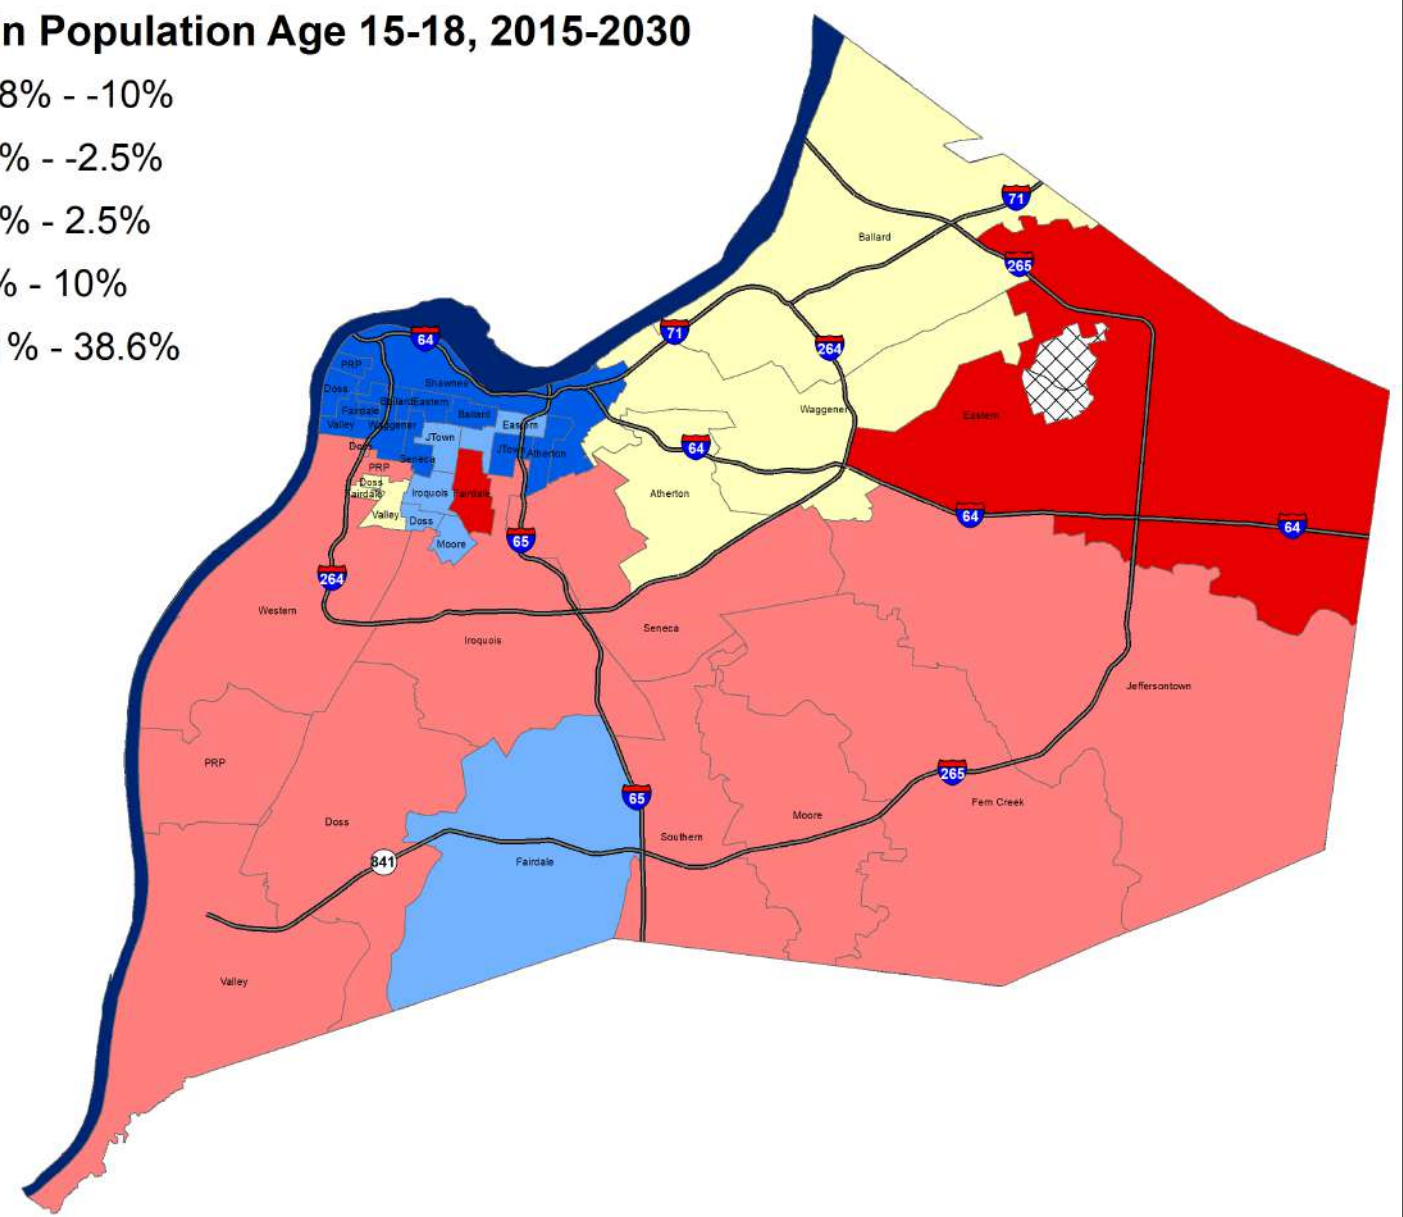 n Population Age 15-18, 2015-2030
8% - -10%
% - -2.5%
% - 2.5%
% - 10%
% - 38.6%
71
Ballard
265
64
71
264
PRP
Doss
Shawnee
Ballard
Eastern
Fairdale
Ballard
Valley
Waggener
Eastern
Waggener
Eastern
JTown
Doss
Seneca
JTown
Atherton
64
PRP
Doss
Fairdale
Iroquois
Fairdale
Atherton
Valley
Doss
64
64
Moore
65
264
Western
Iroquois
Seneca
Jeffersontown
PRP
265
65
Fern Creek
Doss
Southern
Moore
841
Fairdale
Valley